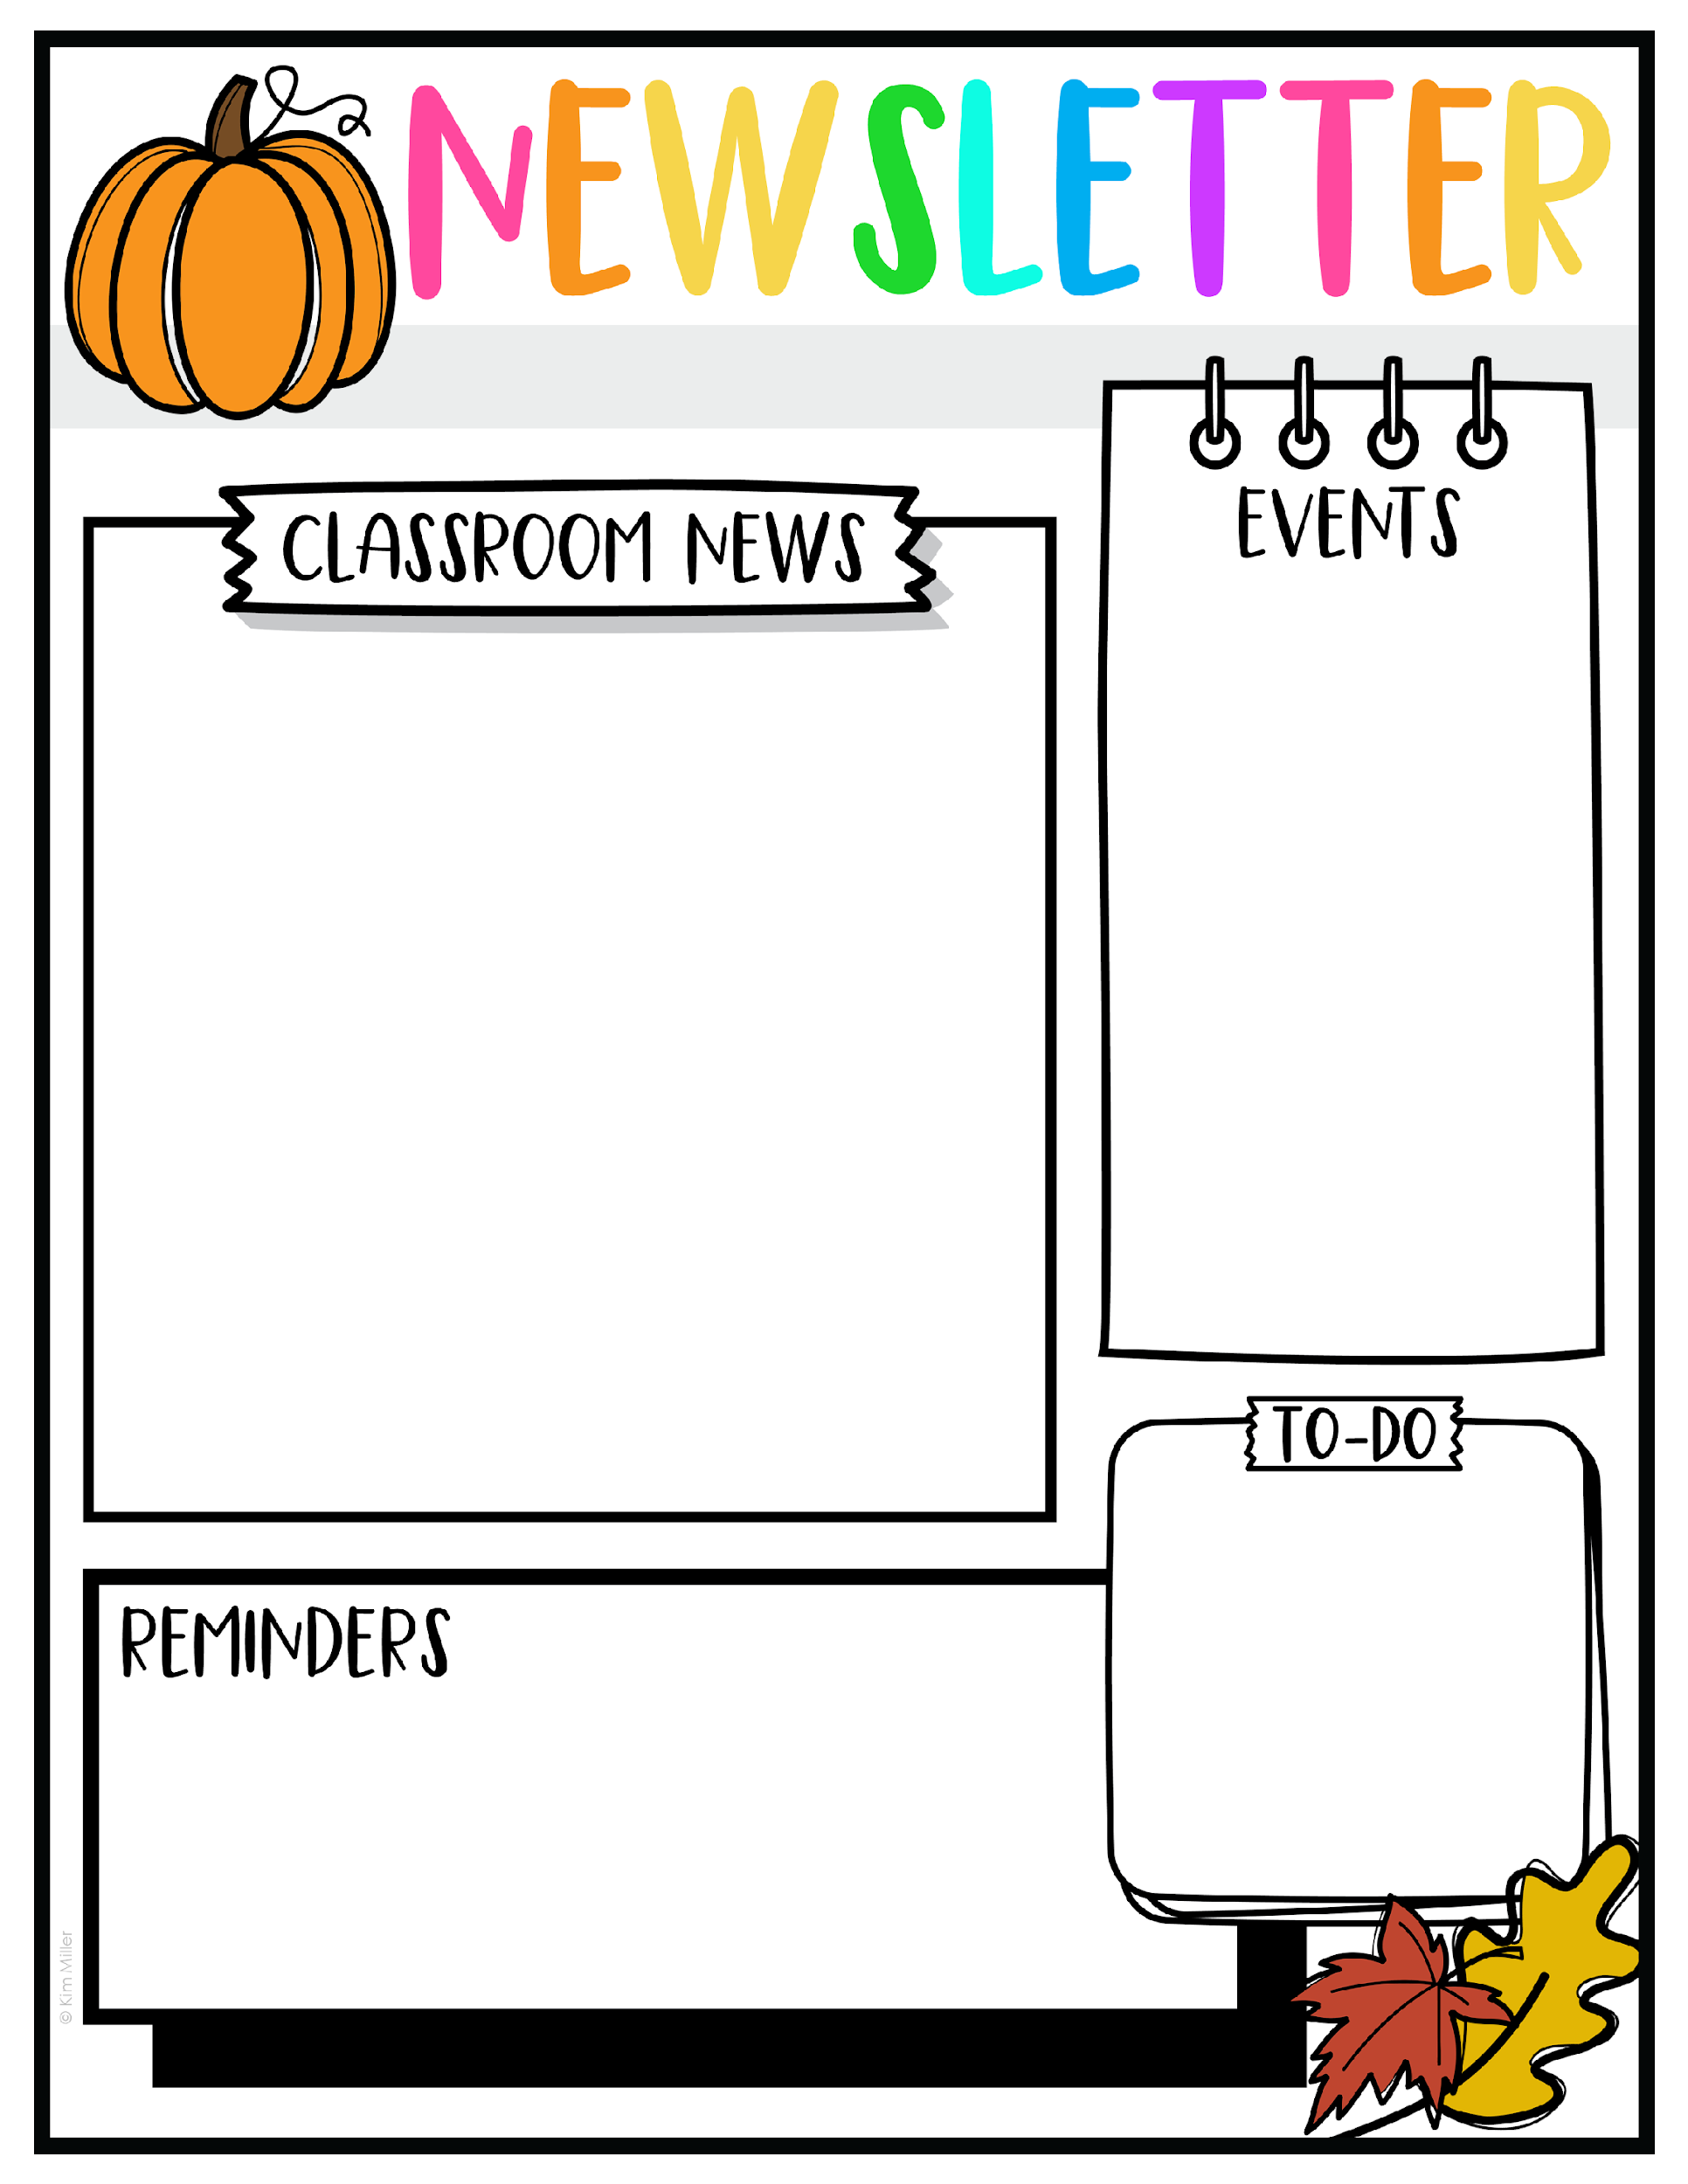 NEWSLETTER
CLASSROOM NEWS
EVENTS
TO-DO
REMINDERS
© Kim Miller